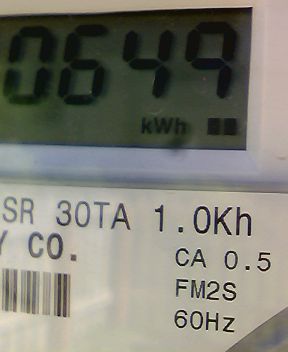 0649
kWh
SR 30TA 1.0Kh
Y CO.
CA 0.5
FM2S
60Hz